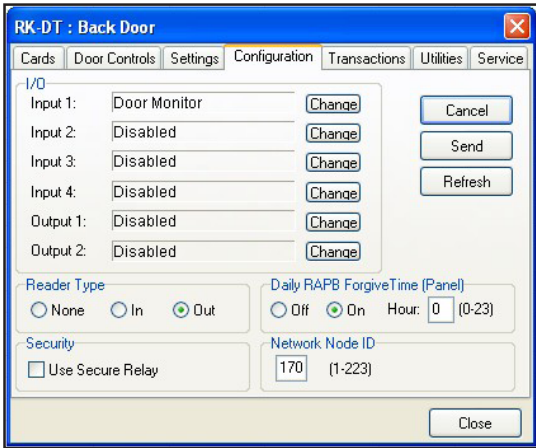 RK-DT : Back Door
Cards Door Controls Settings Configuration Transactions Utilities Service
I/O
Input 1: Door Monitor Change
Input 2: Disabled Change
Input 3: Disabled Change
Input 4: Disabled Change
Output 1: Disabled Change
Output 2: Disabled Change
Cancel
Send
Refresh
Reader Type
None In Out
Daily RAPB ForgiveTime (Panel)
Off On Hour: 0 (0-23)
Security
Use Secure Relay
Network Node ID
170 (1-223)
Close